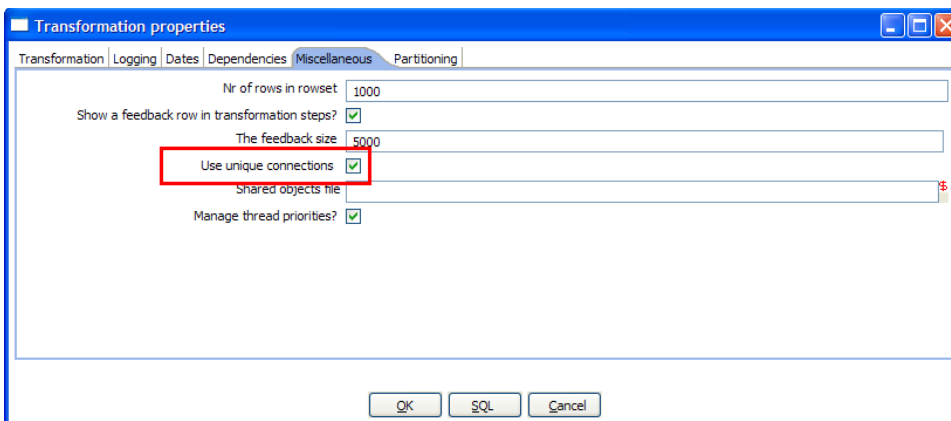 Transformation properties
Transformation Logging Dates Dependencies Miscellaneous Partitioning
Nr of rows in rowset 1000
Show a feedback row in transformation steps?
The feedback size 5000
Use unique connections
Shared objects file $
Manage thread priorities?
OK SQL Cancel